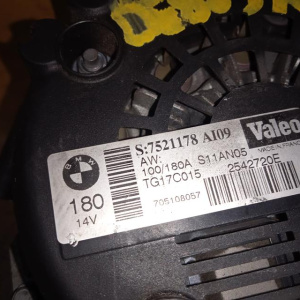 S:7521178 AI09
Valeo
BMW
AW:
MADE IN FRANCE
100/180A S11AN05
2542720E
TG17C015
180
14V
705108057